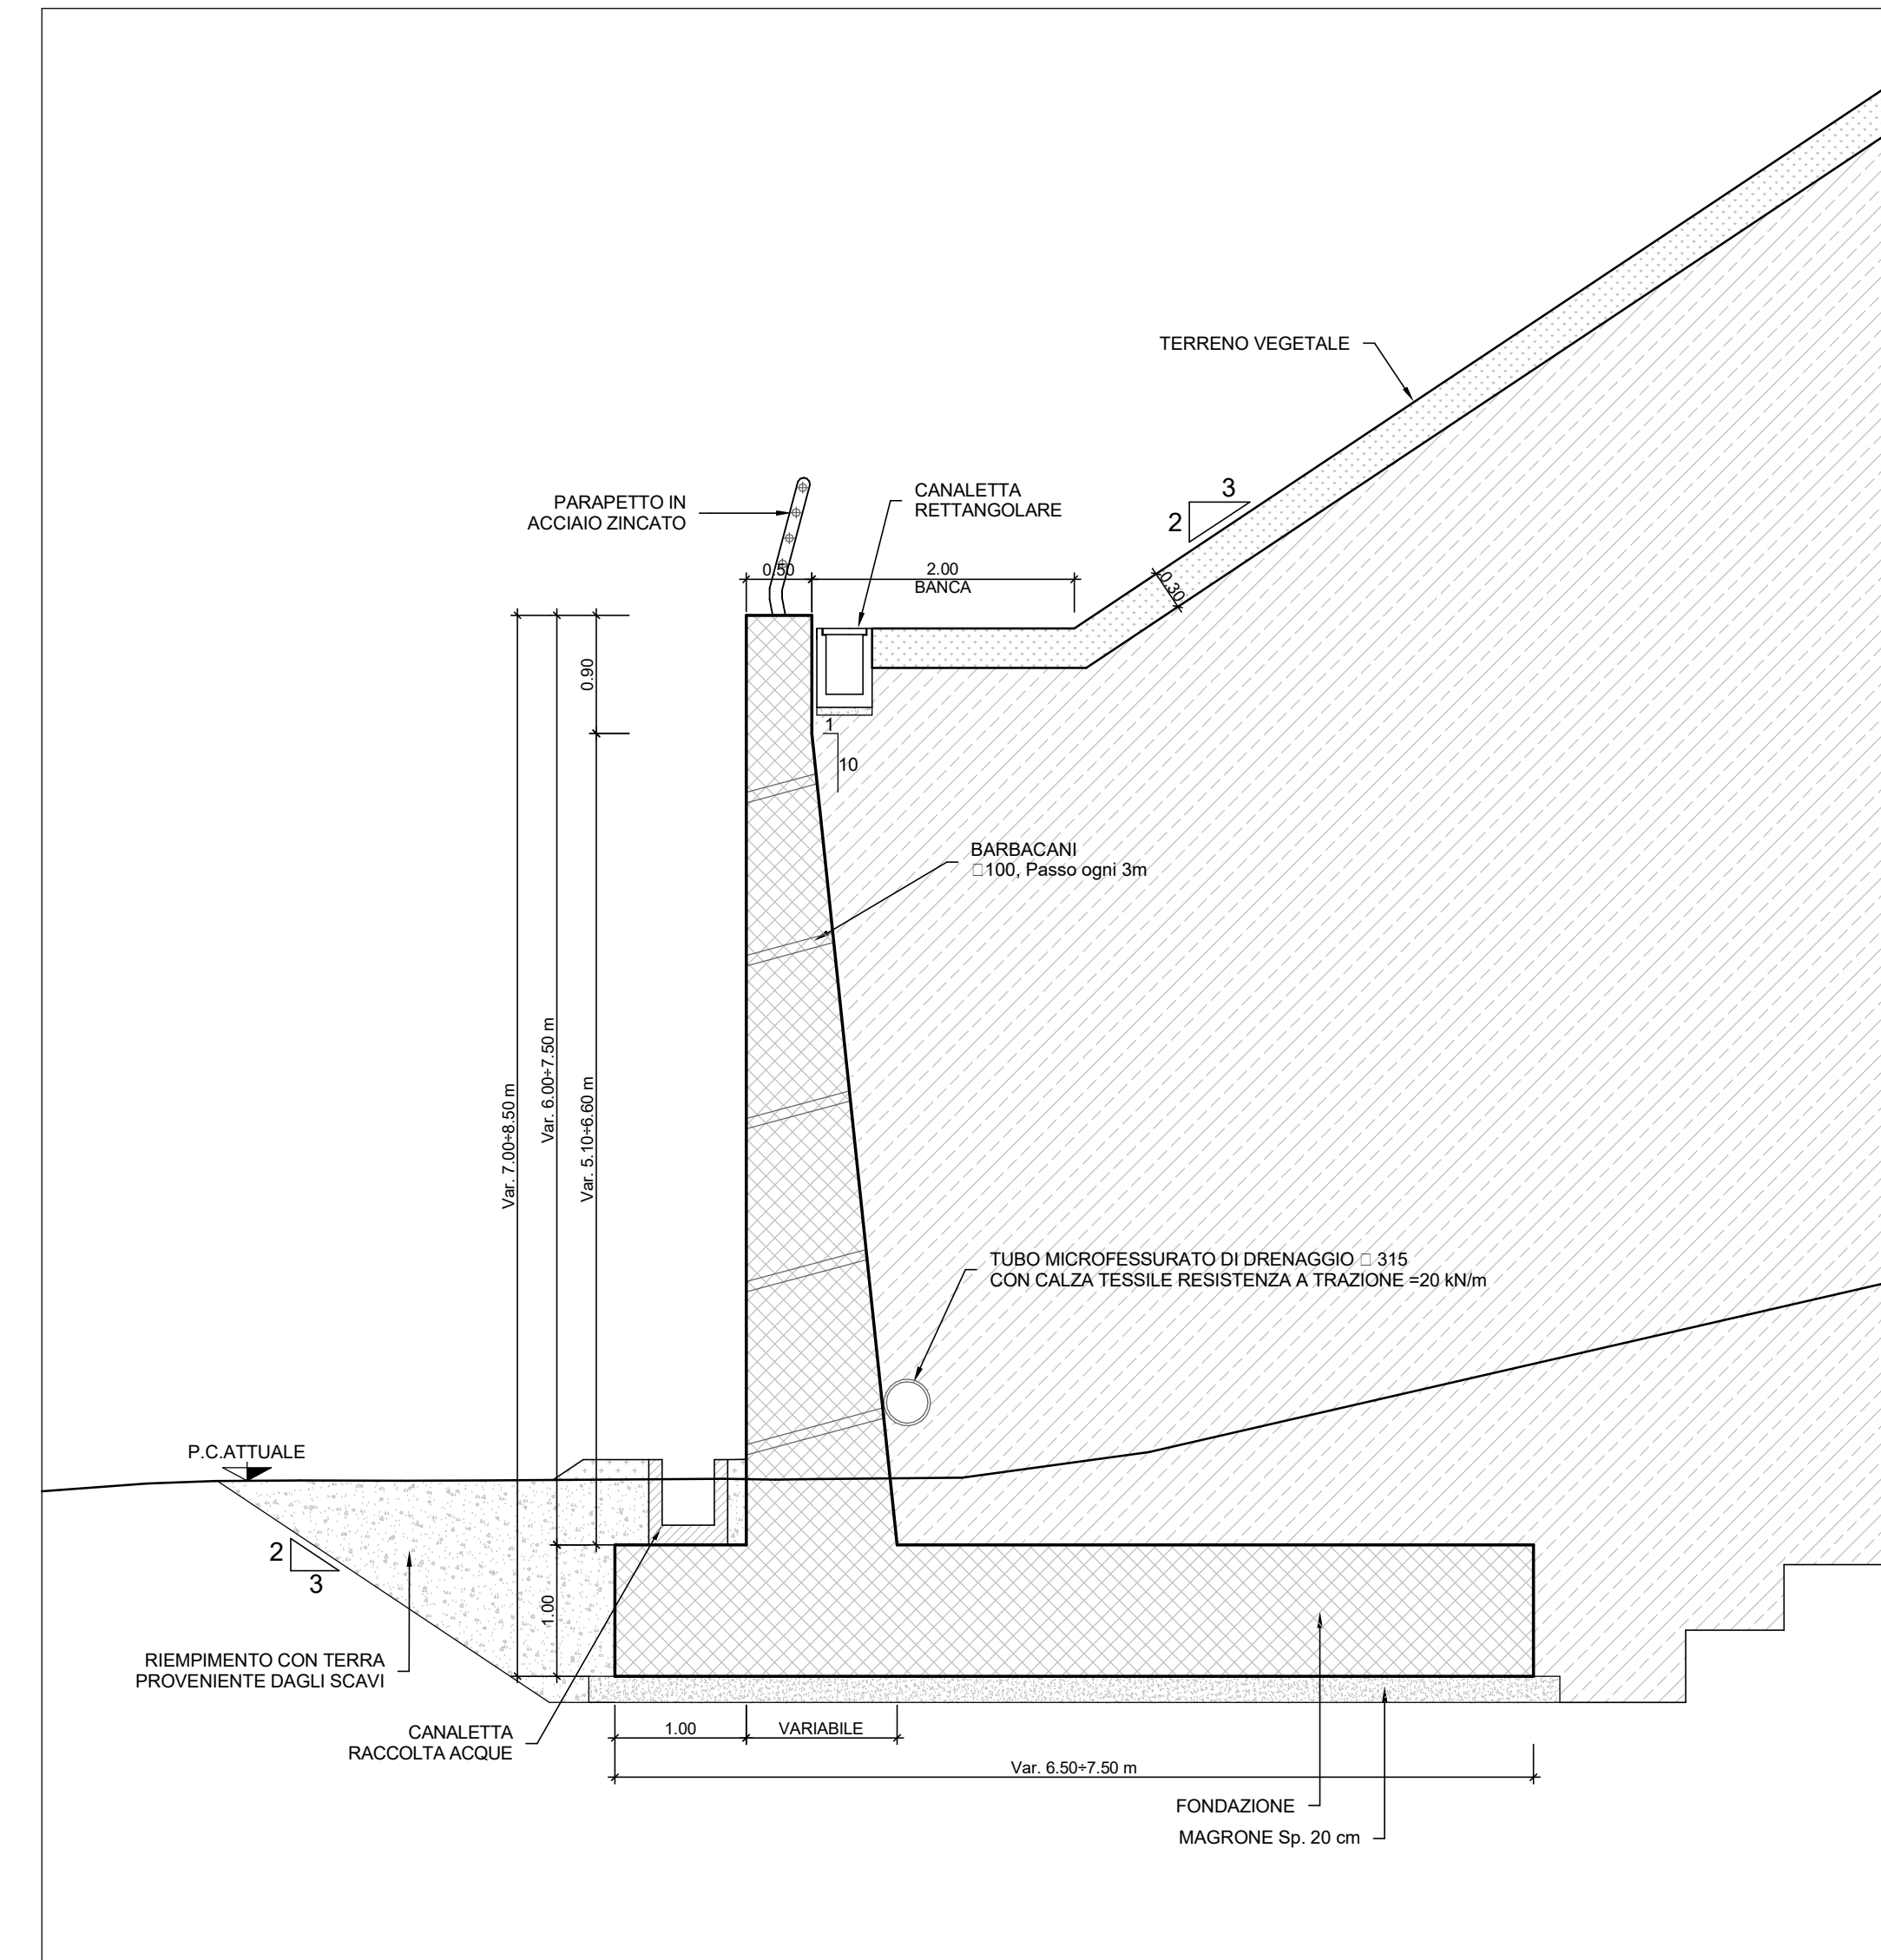 TERRENO VEGETALE
3
2
0.30
CANALETTA
RETTANGOLARE
PARAPETTO IN
ACCIAIO ZINCATO
0.50
2.00
BANCA
0.90
1
10
BARBACANI
□100, Passo ogni 3m
Var. 7.00÷8.50 m
Var. 6.00÷7.50 m
Var. 5.10÷6.60 m
TUBO MICROFESSURATO DI DRENAGGIO □ 315
CON CALZA TESSILE RESISTENZA A TRAZIONE =20 kN/m
P.C.ATTUALE
2
3
1.00
RIEMPIMENTO CON TERRA
PROVENIENTE DAGLI SCAVI
CANALETTA
RACCOLTA ACQUE
1.00
VARIABILE
Var. 6.50÷7.50 m
FONDAZIONE
MAGRONE Sp. 20 cm